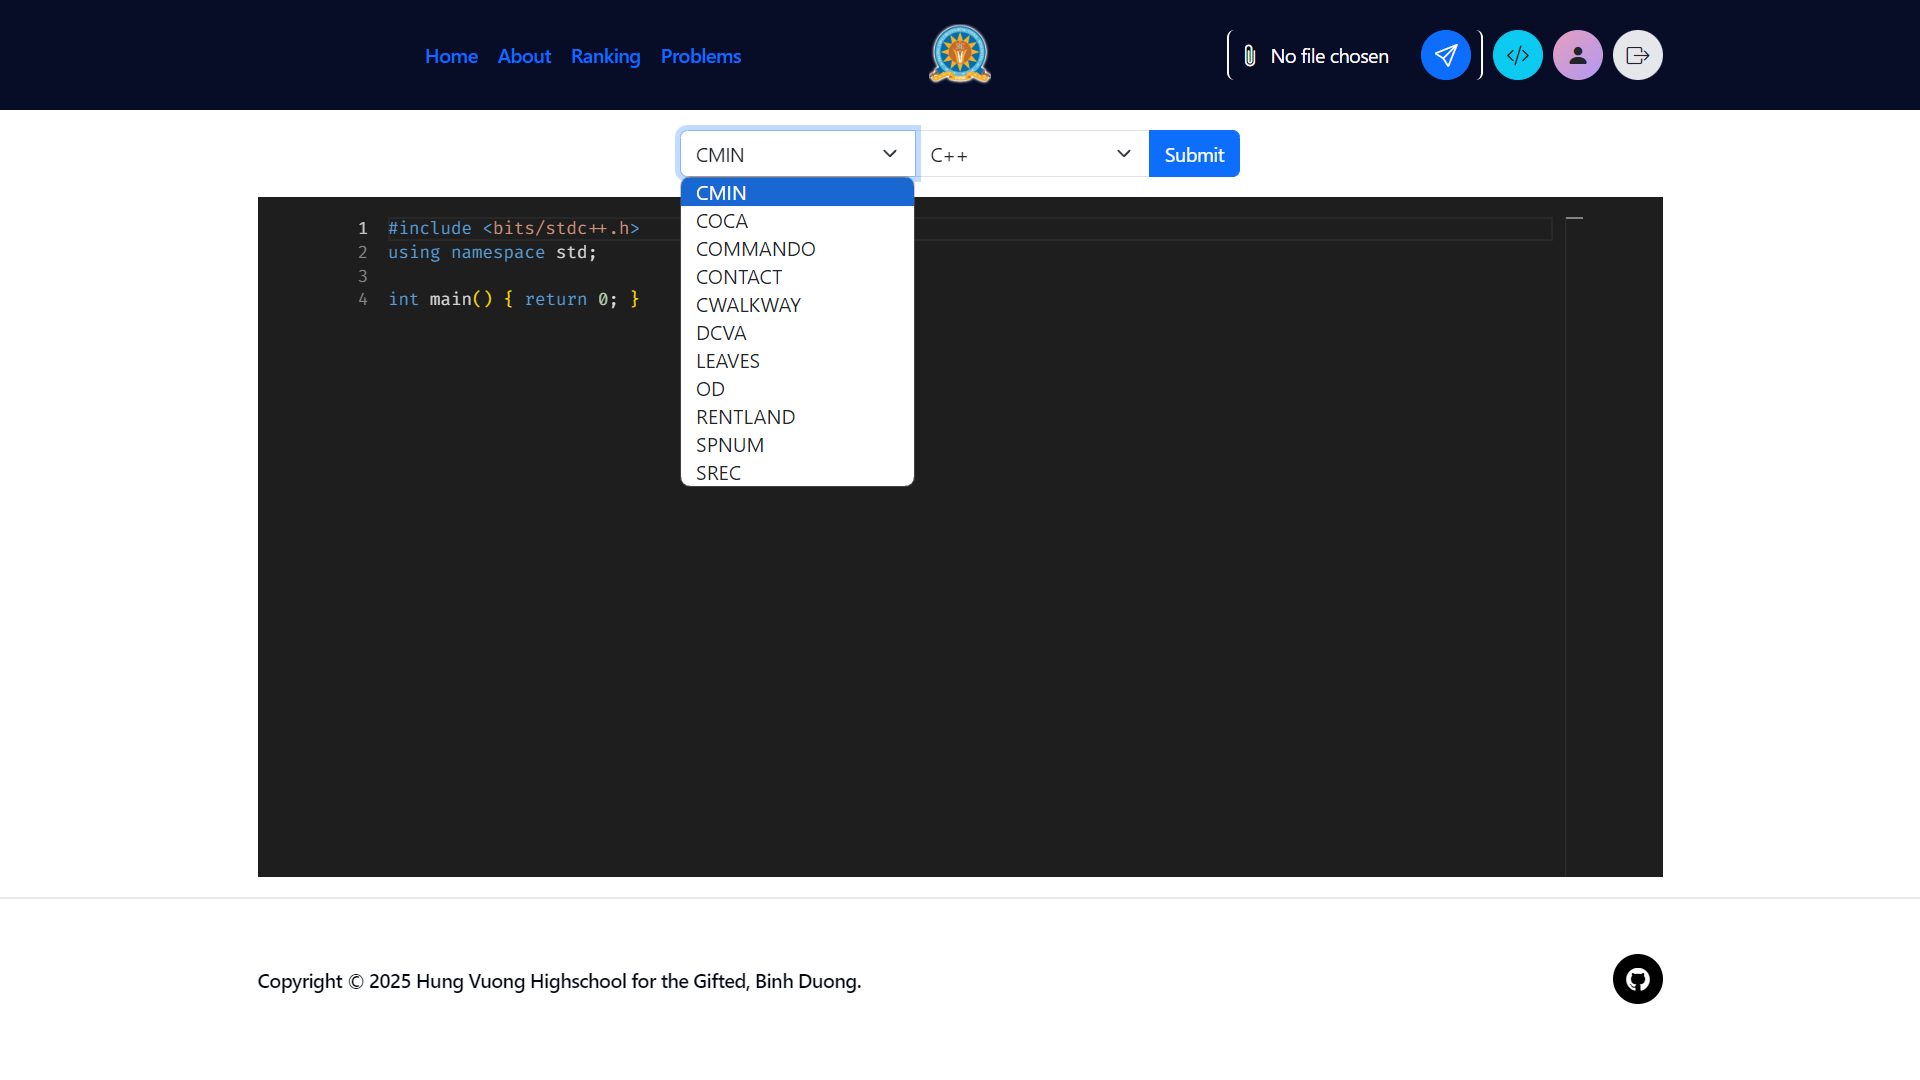 Home About Ranking Problems
No file chosen
CMIN
C++
Submit
CMIN
COCA
COMMANDO
CONTACT
CWALKWAY
DCVA
LEAVES
OD
RENTLAND
SPNUM
SREC
1 #include <bits/stdc++.h>
2 using namespace std;
3
4 int main() { return 0; }
Copyright © 2025 Hung Vuong Highschool for the Gifted, Binh Duong.